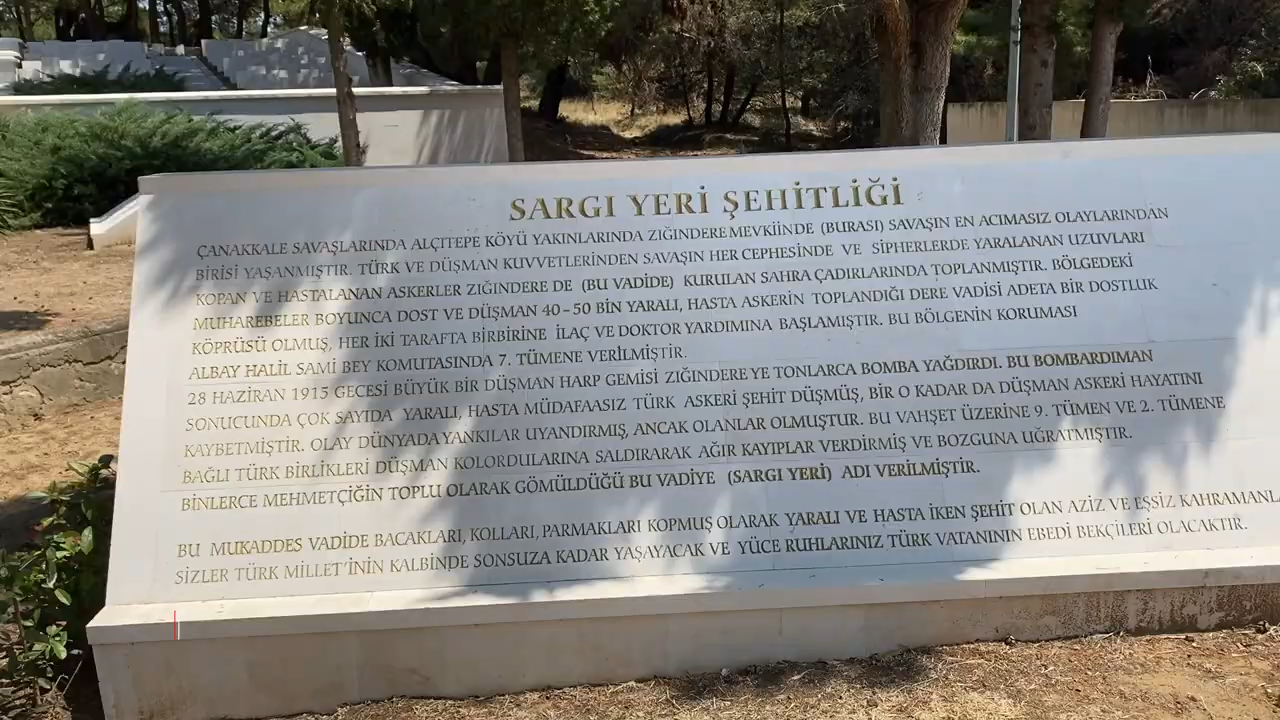 SARGI YERİ ŞEHİTLİĞİ
ÇANAKKALE SAVAŞLARINDA ALÇITEPE KÖYÜ YAKINLARINDA ZIĞINDERE MEVKİİNDE (BURASI) SAVAŞIN EN ACIMASIZ OLAYLARINDAN
BİRİSİ YAŞANMIŞTIR. TÜRK VE DÜŞMAN KUVVETLERİNDEN SAVAŞIN HER CEPHESİNDE VE SİPHERLERDE YARALANAN UZUVLARI
KOPAN VE HASTALANAN ASKERLER ZIĞINDERE DE (BU VADİDE) KURULAN SAHRA ÇADIRLARINDA TOPLANMIŞTIR. BÖLGEDEKİ
MUHAREBELER BOYUNCA DOST VE DÜŞMAN 40-50 BİN YARALI, HASTA ASKERİN TOPLANDIĞI DERE VADİSİ ADETA BİR DOSTLUK
KÖPRÜSÜ OLMUŞ, HER İKİ TARAFTA BİRBİRİNE İLAÇ VE DOKTOR YARDIMINA BAŞLAMIŞTIR. BU BÖLGENİN KORUMASI
ALBAY HALİL SAMİ BEY KOMUTASINDA 7. TÜMENE VERİLMİŞTİR.
28 HAZİRAN 1915 GECESİ BÜYÜK BİR DÜŞMAN HARP GEMİSİ ZIĞINDERE YE TONLARCA BOMBA YAĞDIRDI. BU BOMBARDIMAN
SONUCUNDA ÇOK SAYIDA YARALI, HASTA MÜDAFAASIZ TÜRK ASKERİ ŞEHİT DÜŞMÜŞ, BİR O KADAR DA DÜŞMAN ASKERİ HAYATINI
KAYBETMİŞTİR. OLAY DÜNYADA YANKILAR UYANDIRMIŞ, ANCAK OLANLAR OLMUŞTUR. BU VAHŞET ÜZERİNE 9. TÜMEN VE 2. TÜMENE
BAĞLI TÜRK BİRLİKLERİ DÜŞMAN KOLORDULARINA SALDIRARAK AĞIR KAYIPLAR VERDİRMİŞ VE BOZGUNA UĞRATMIŞTIR.
BİNLERCE MEHMETÇİĞİN TOPLU OLARAK GÖMÜLDÜĞÜ BU VADİYE (SARGI YERİ) ADI VERİLMİŞTİR.
BU MUKADDES VADİDE BACAKLARI, KOLLARI, PARMAKLARI KOPMUŞ OLARAK YARALI VE HASTA İKEN ŞEHİT OLAN AZİZ VE EŞSİZ KAHRAMANL
SİZLER TÜRK MİLLET'İNİN KALBİNDE SONSUZA KADAR YAŞAYACAK VE YÜCE RUHLARINIZ TÜRK VATANININ EBEDİ BEKÇİLERİ OLACAKTIR.